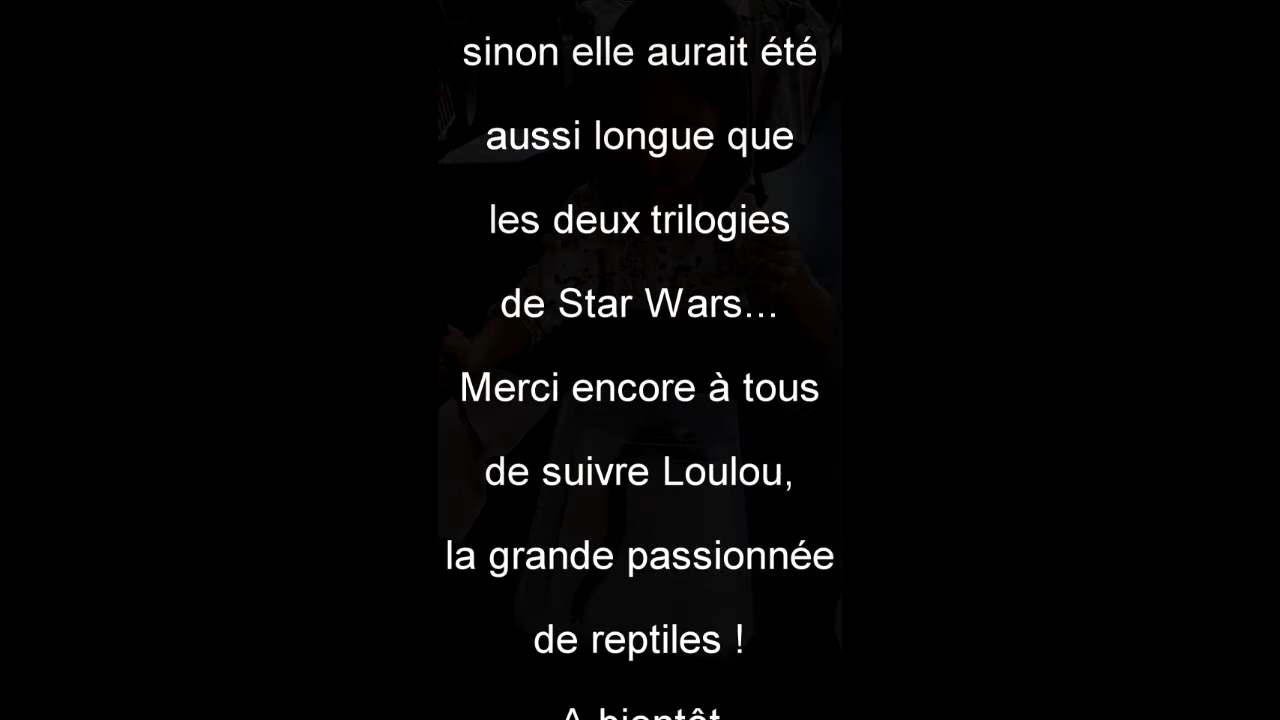 sinon elle aurait été
aussi longue que
les deux trilogies
de Star Wars...
Merci encore à tous
de suivre Loulou,
la grande passionnée
de reptiles !
A bientôt